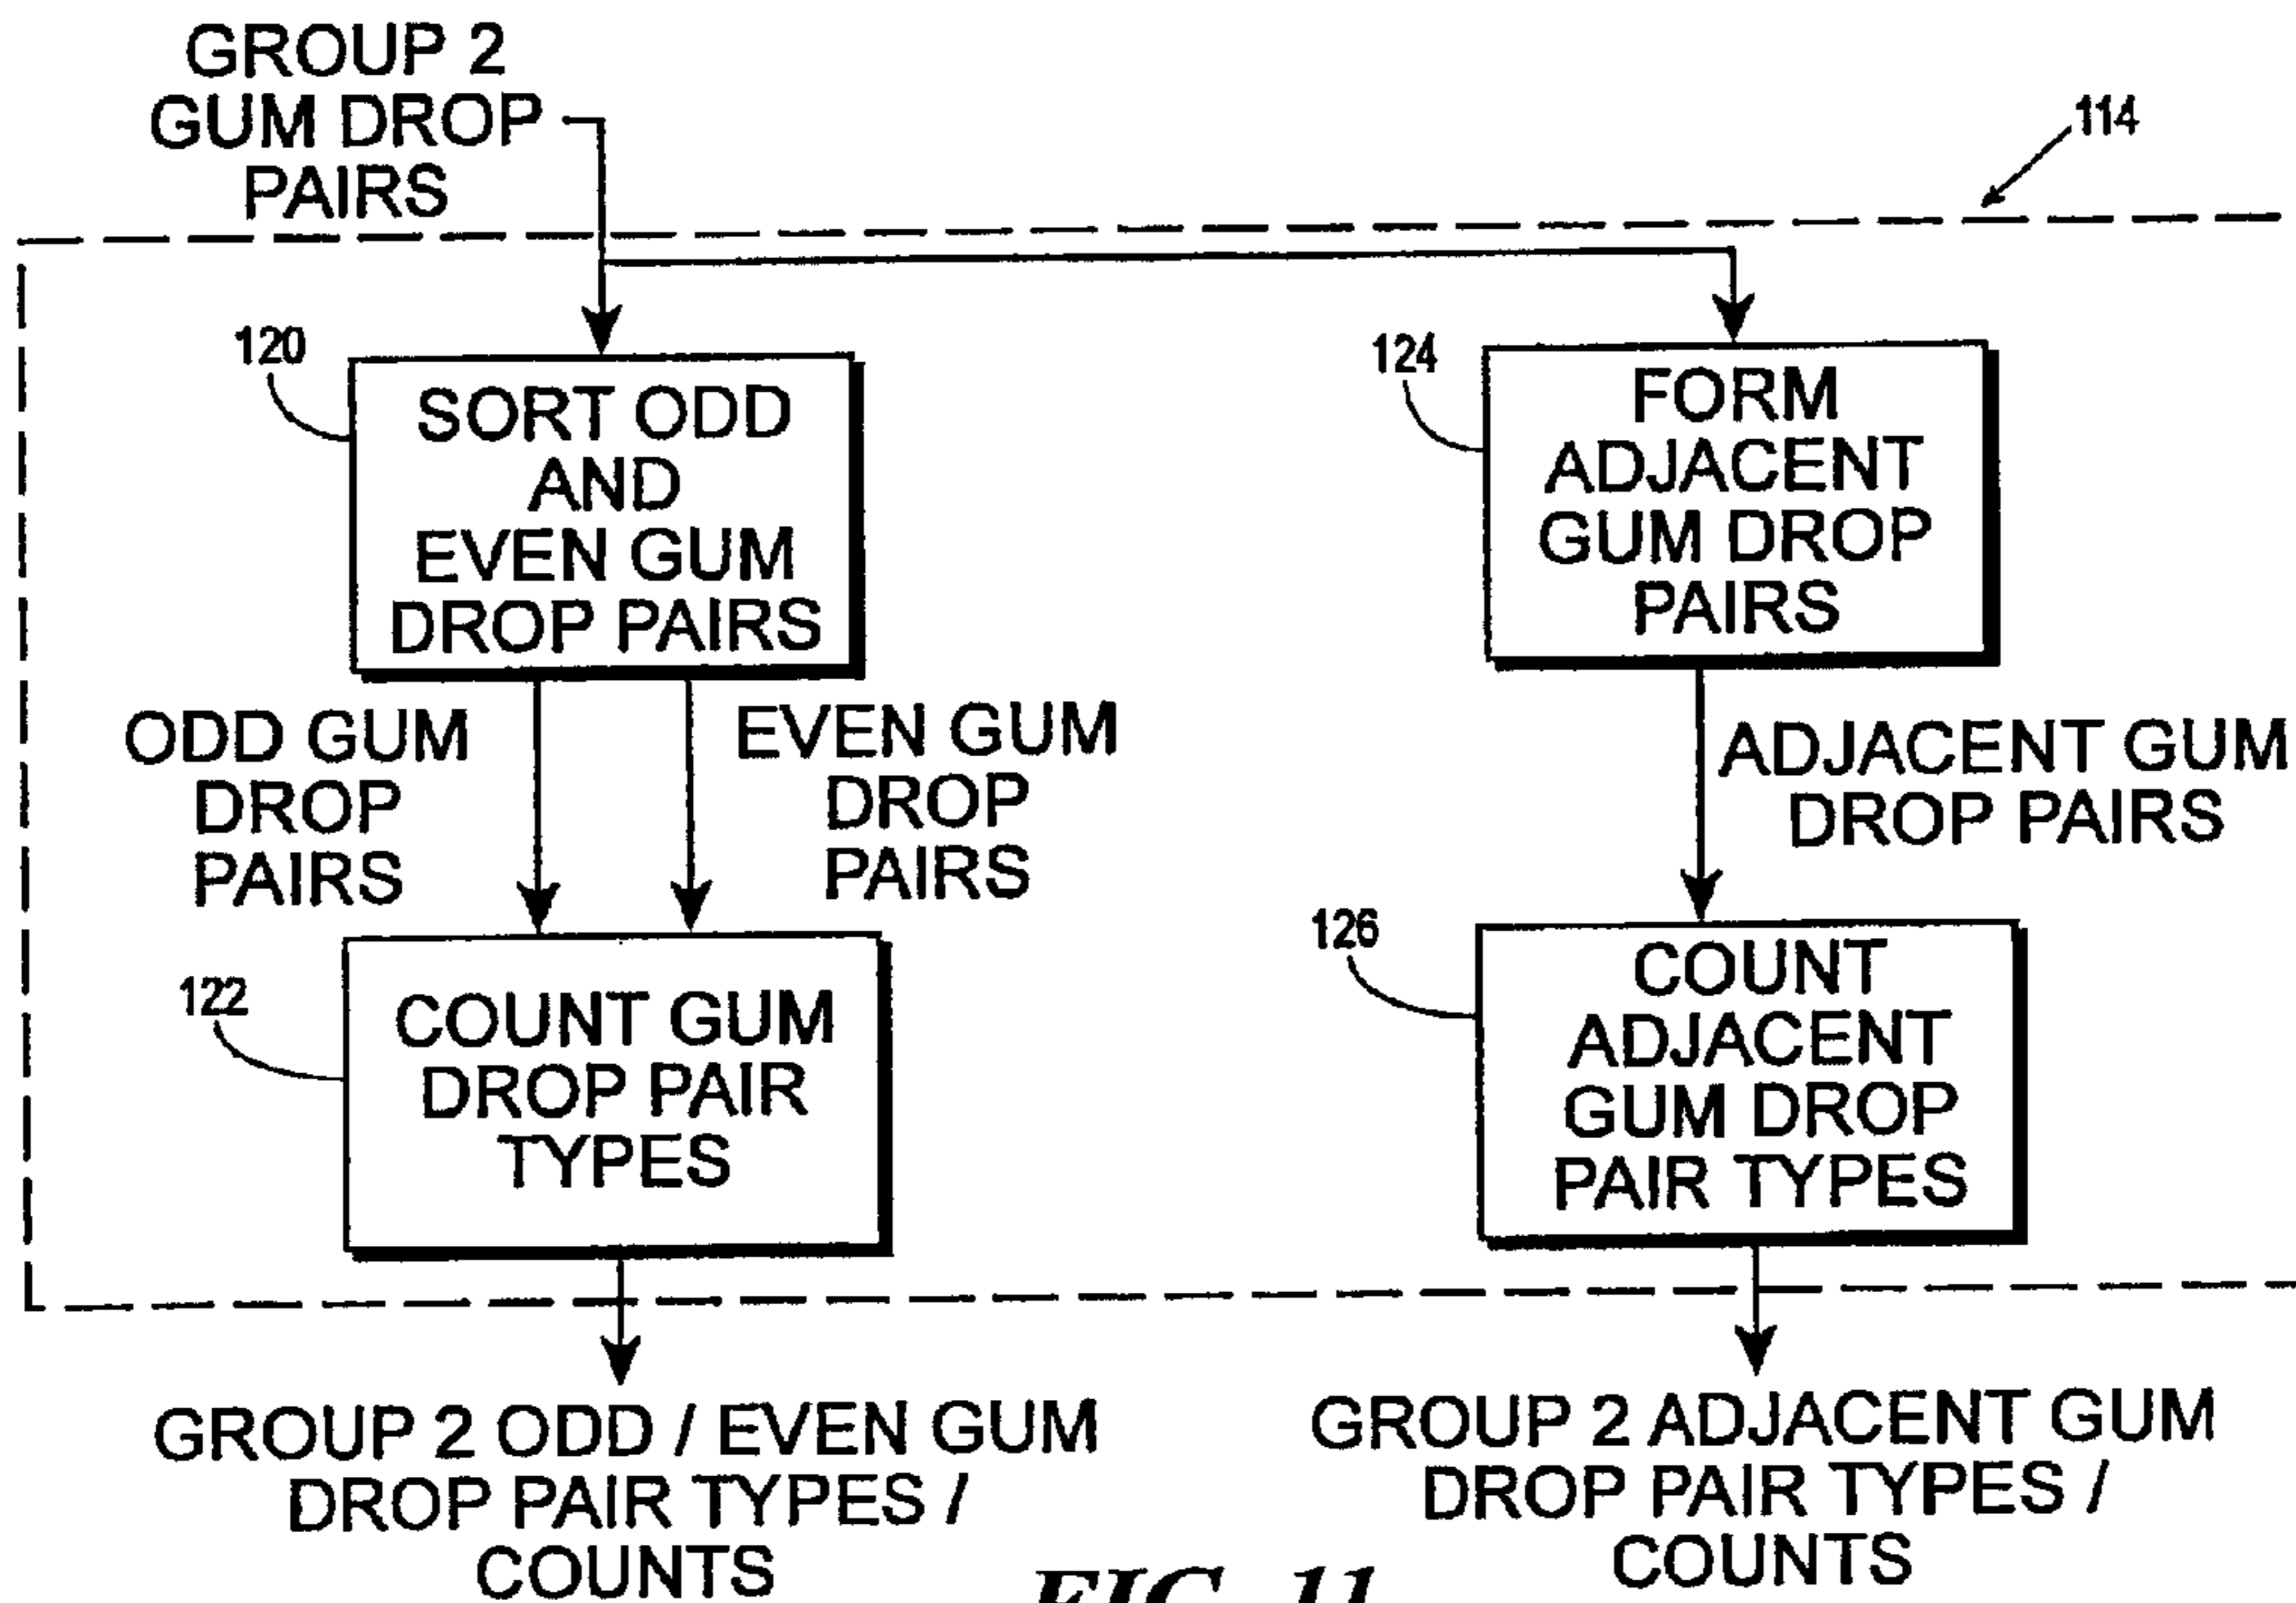 GROUP 2
GUM DROP
PAIRS
114
120
SORT ODD
AND
EVEN GUM
DROP PAIRS
124
FORM
ADJACENT
GUM DROP
PAIRS
ODD GUM
DROP
PAIRS
EVEN GUM
DROP
PAIRS
ADJACENT GUM
DROP PAIRS
122
COUNT GUM
DROP PAIR
TYPES
126
COUNT
ADJACENT
GUM DROP
PAIR TYPES
GROUP 2 ODD / EVEN GUM
DROP PAIR TYPES /
COUNTS
GROUP 2 ADJACENT GUM
DROP PAIR TYPES /
COUNTS
FIG. 11